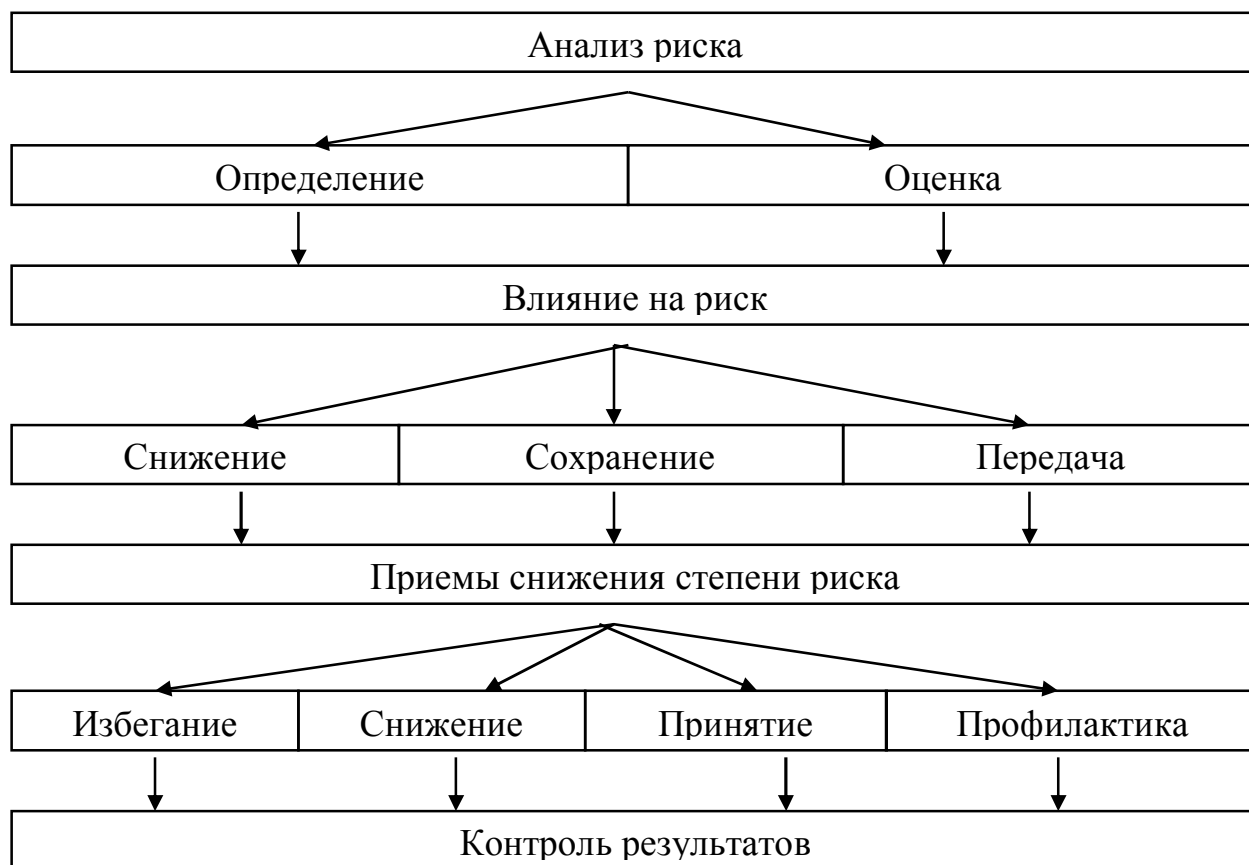 Анализ риска
Определение Оценка
Влияние на риск
Снижение Сохранение Передача
Приемы снижения степени риска
Избегание Снижение Принятие Профилактика
Контроль результатов